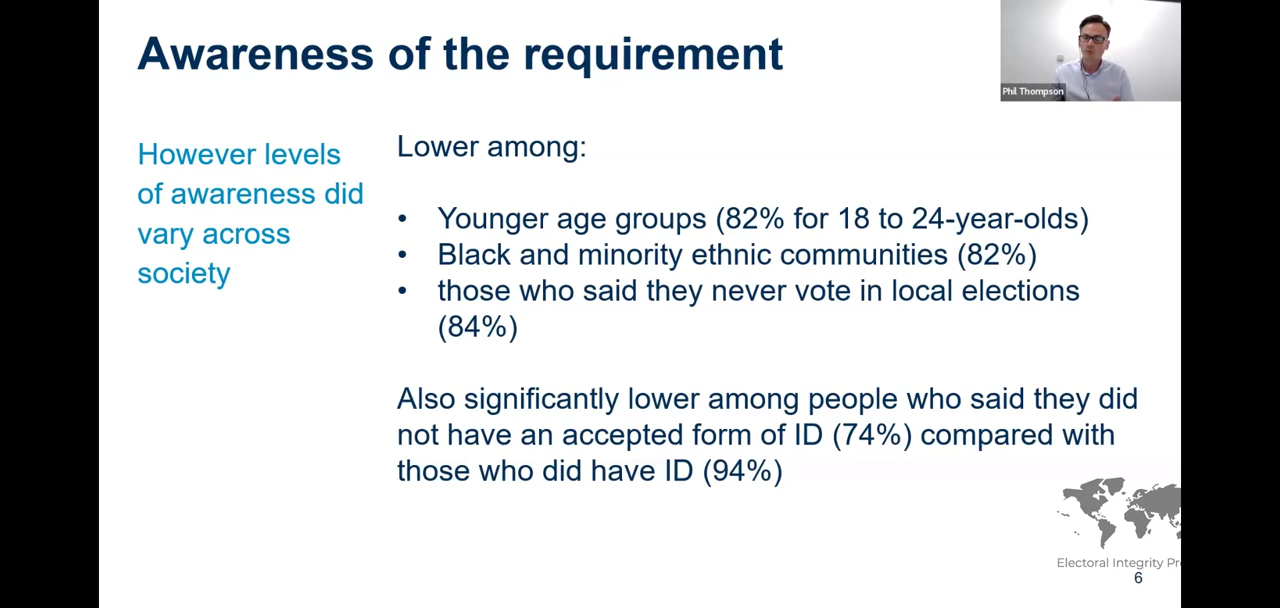 Awareness of the requirement
Phil Thompson
However levels
of awareness did
vary across
society
Lower among:
• Younger age groups (82% for 18 to 24-year-olds)
• Black and minority ethnic communities (82%)
• those who said they never vote in local elections
(84%)
Also significantly lower among people who said they did
not have an accepted form of ID (74%) compared with
those who did have ID (94%)
Electoral Integrity
6